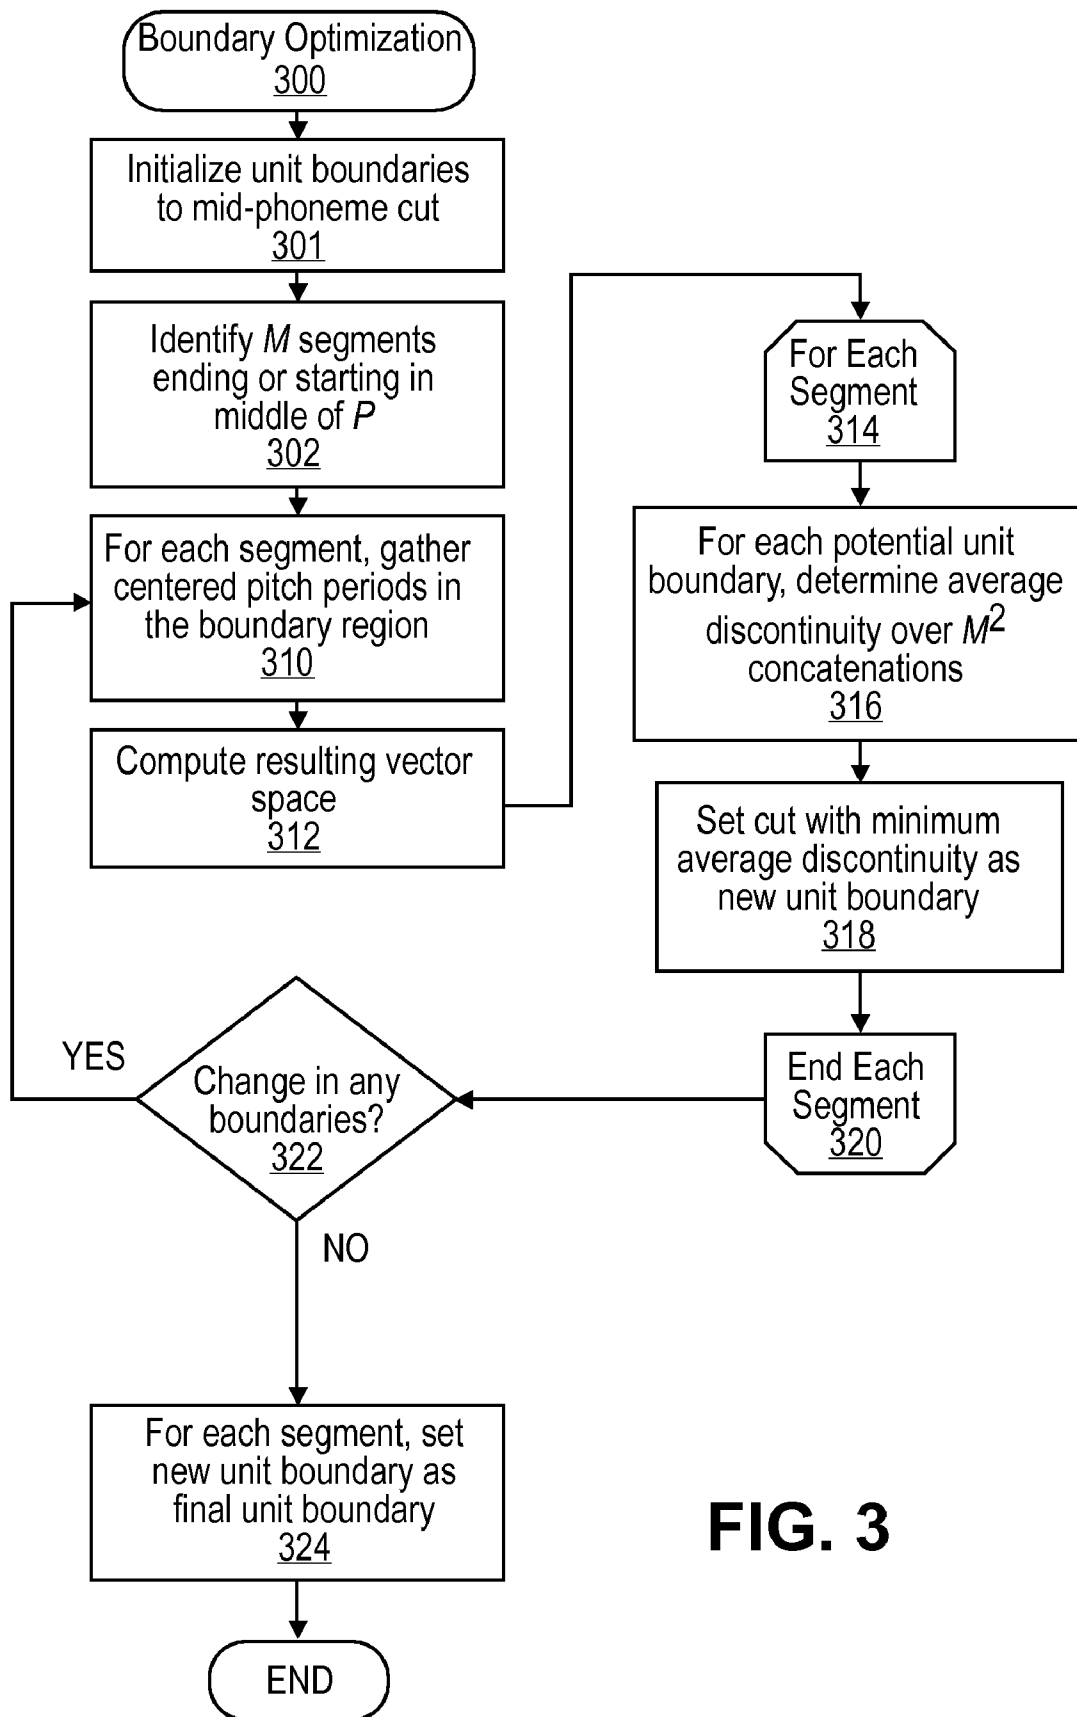 Boundary Optimization
300
Initialize unit boundaries
to mid-phoneme cut
301
Identify M segments
ending or starting in
middle of P
302
For each segment, gather
centered pitch periods in
the boundary region
310
Compute resulting vector
space
312
For Each
Segment
314
For each potential unit
boundary, determine average
discontinuity over M²
concatenations
316
Set cut with minimum
average discontinuity as
new unit boundary
318
End Each
Segment
320
Change in any
boundaries?
322
YES
NO
For each segment, set
new unit boundary as
final unit boundary
324
END
FIG. 3